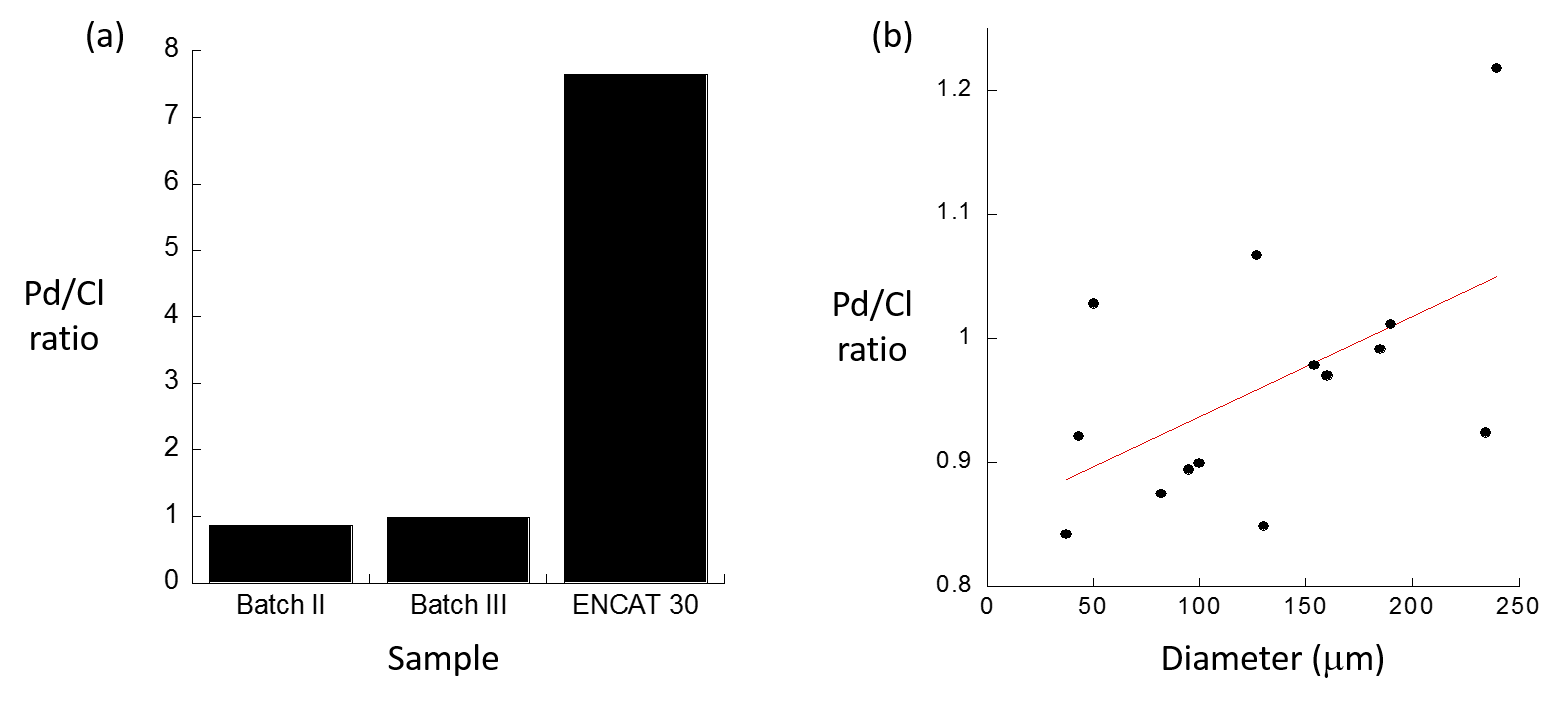 (a)
8
7
6
5
4
3
2
1
0
Pd/Cl
ratio
Batch II Batch III ENCAT 30
Sample
(b)
1.2
1.1
1
0.9
0.8
Pd/Cl
ratio
0 50 100 150 200 250
Diameter (μm)